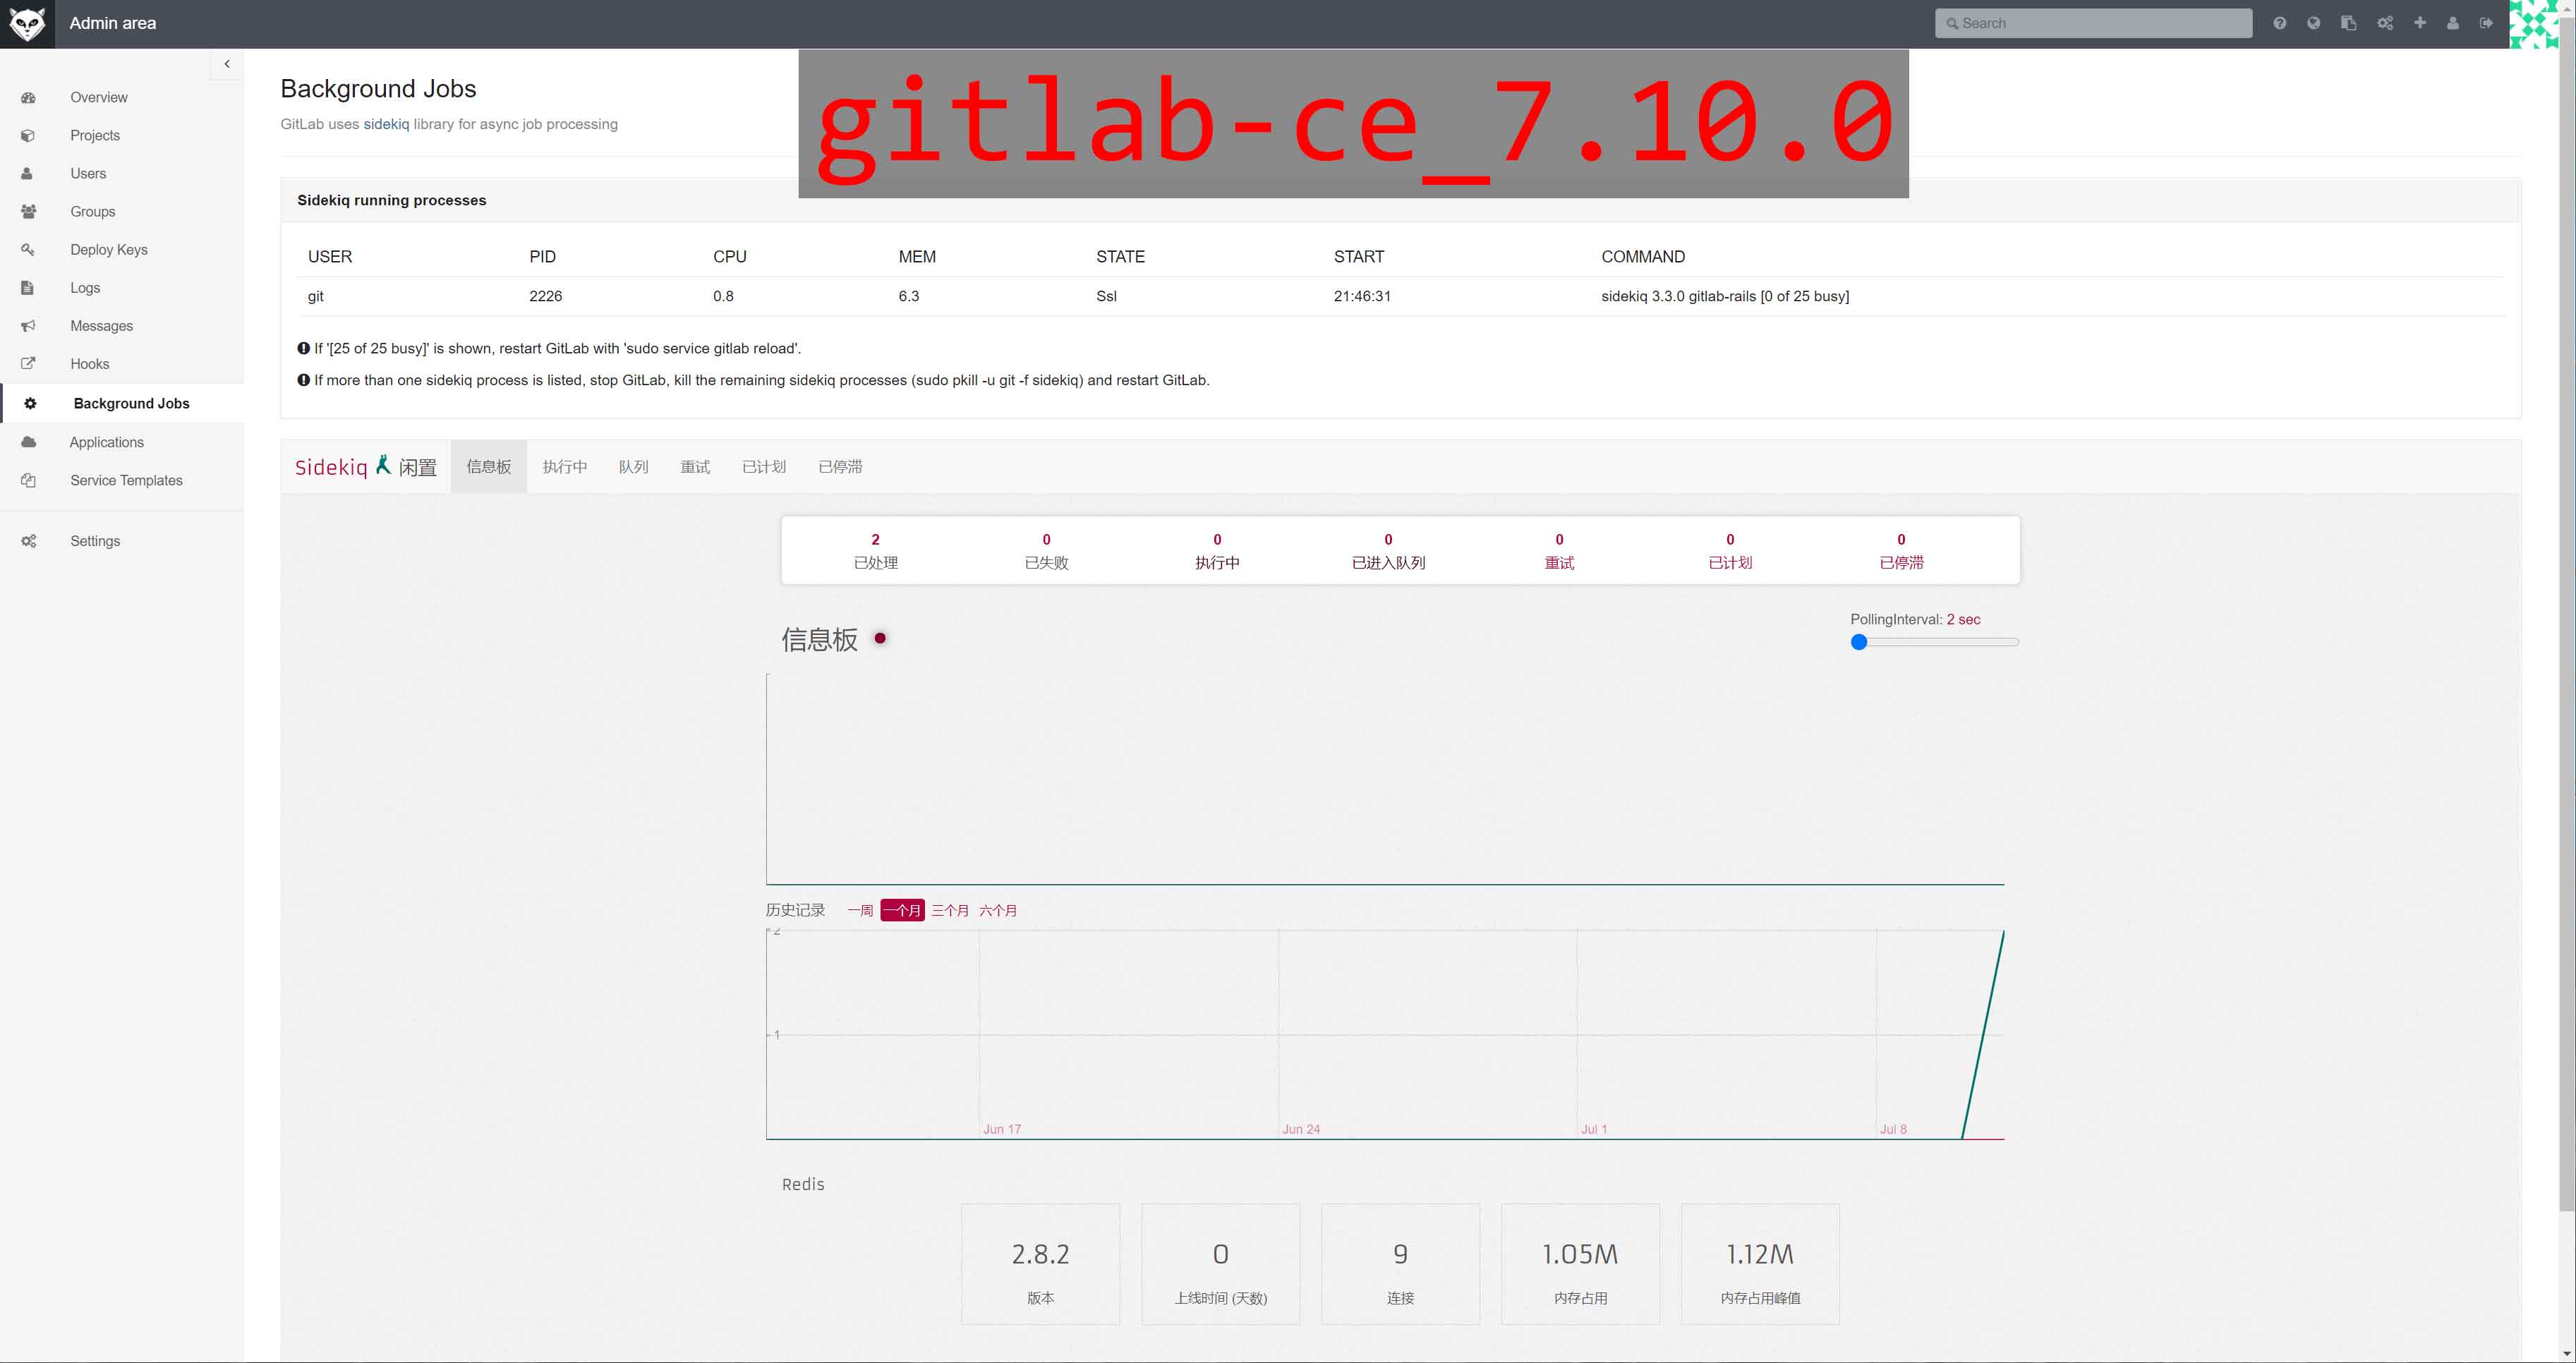 Admin area
Search
gitlab-ce_7.10.0
Overview
Projects
Users
Groups
Deploy Keys
Logs
Messages
Hooks
Background Jobs
Applications
Service Templates
Settings
Background Jobs
GitLab uses sidekiq library for async job processing
Sidekiq running processes
USER PID CPU MEM STATE START COMMAND
git 2226 0.8 6.3 Ssl 21:46:31 sidekiq 3.3.0 gitlab-rails [0 of 25 busy]
If '[25 of 25 busy]' is shown, restart GitLab with 'sudo service gitlab reload'.
If more than one sidekiq process is listed, stop GitLab, kill the remaining sidekiq processes (sudo pkill -u git -f sidekiq) and restart GitLab.
Sidekiq 闲置 信息板 执行中 队列 重试 已计划 已停滞
2 0 0 0 0 0 0
已处理 已失败 执行中 已进入队列 重试 已计划 已停滞
信息板
PollingInterval: 2 sec
历史记录 一周 一个月 三个月 六个月
2
1
Jun 17 Jun 24 Jul 1 Jul 8
Redis
2.8.2 0 9 1.05M 1.12M
版本 上线时间 (天数) 连接 内存占用 内存占用峰值